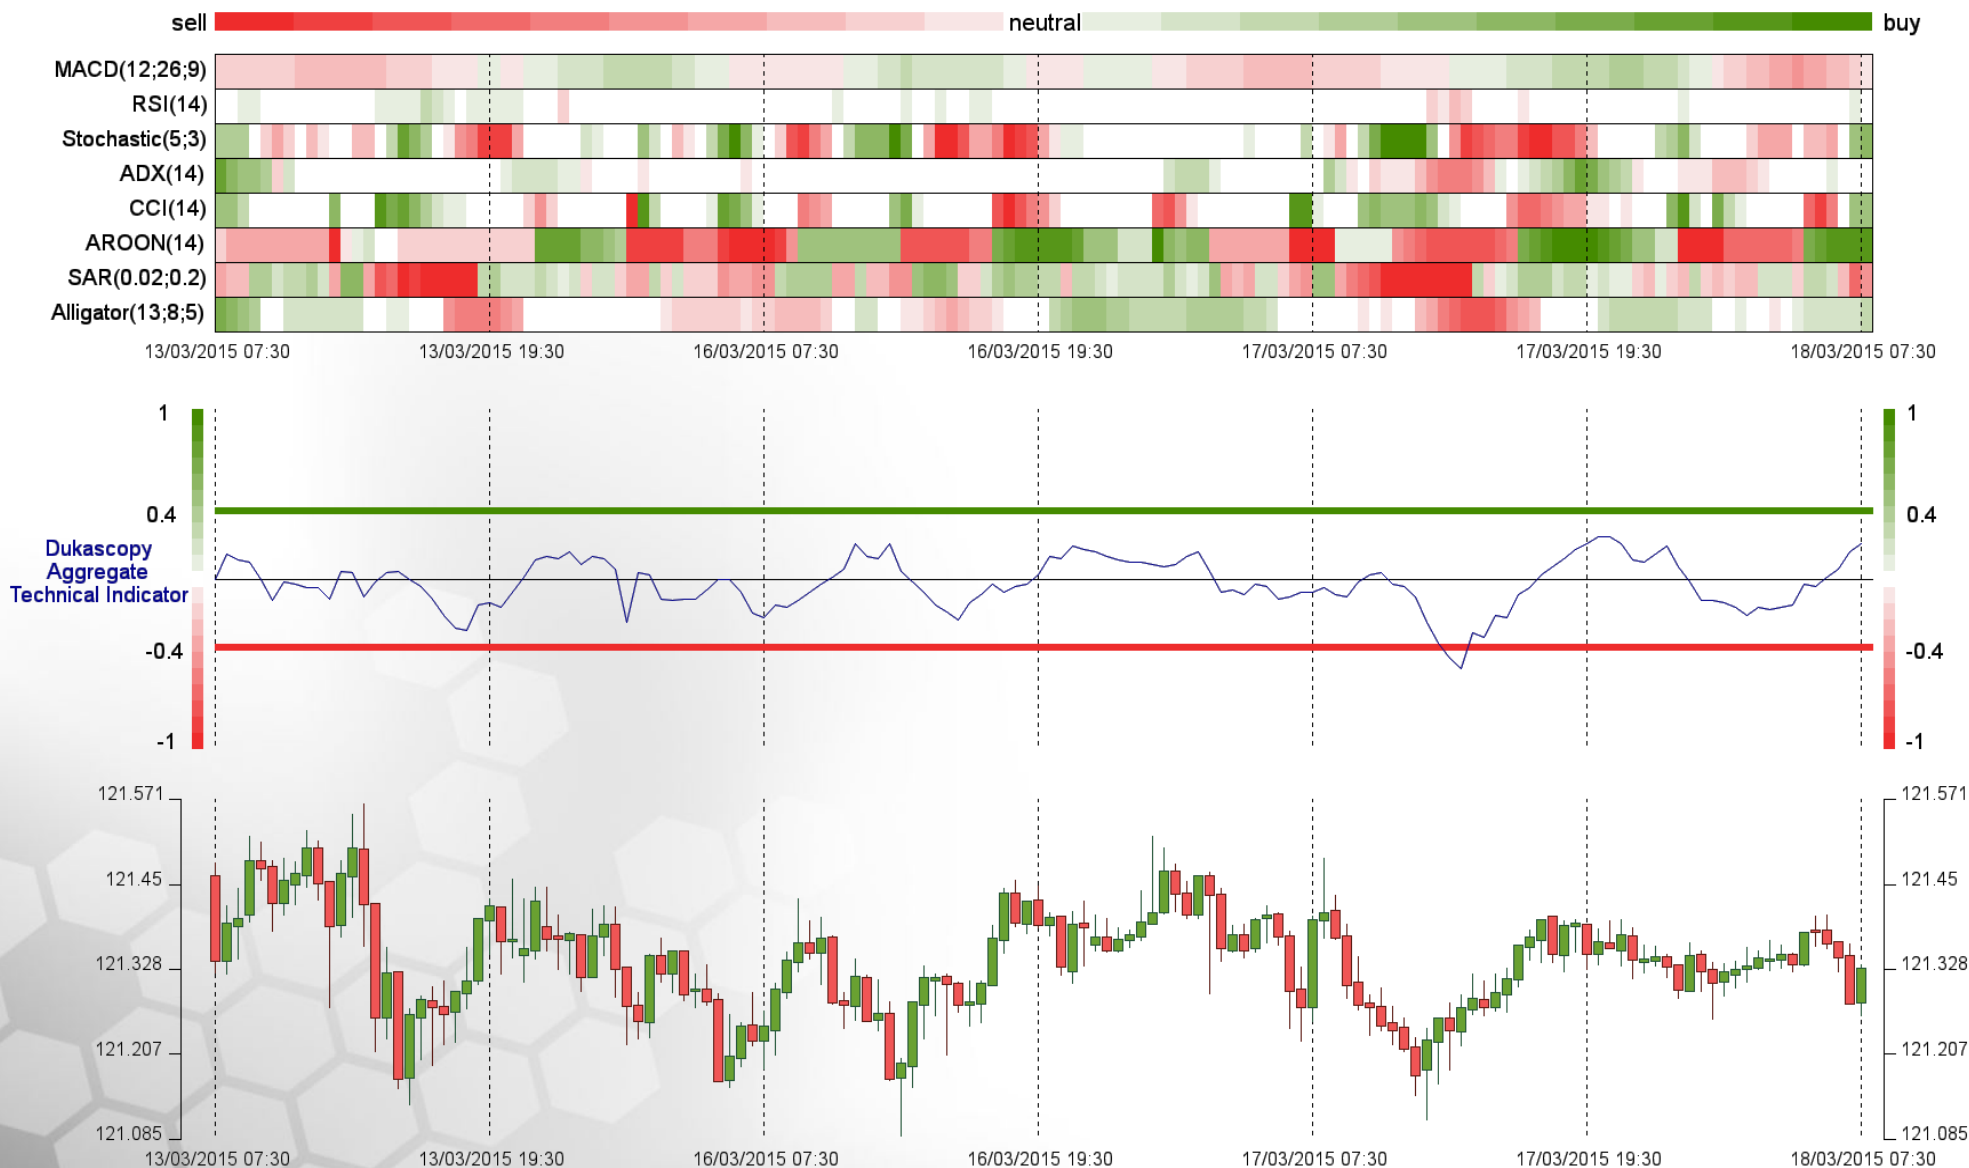 sell neutral buy
MACD(12;26;9)
RSI(14)
Stochastic(5;3)
ADX(14)
CCI(14)
AROON(14)
SAR(0.02;0.2)
Alligator(13;8;5)
13/03/2015 07:30 13/03/2015 19:30 16/03/2015 07:30 16/03/2015 19:30 17/03/2015 07:30 17/03/2015 19:30 18/03/2015 07:30
1 1
0.4 0.4
Dukascopy
Aggregate
Technical Indicator
-0.4 -0.4
-1 -1
121.571 121.571
121.45 121.45
121.328 121.328
121.207 121.207
121.085 121.085
13/03/2015 07:30 13/03/2015 19:30 16/03/2015 07:30 16/03/2015 19:30 17/03/2015 07:30 17/03/2015 19:30 18/03/2015 07:30